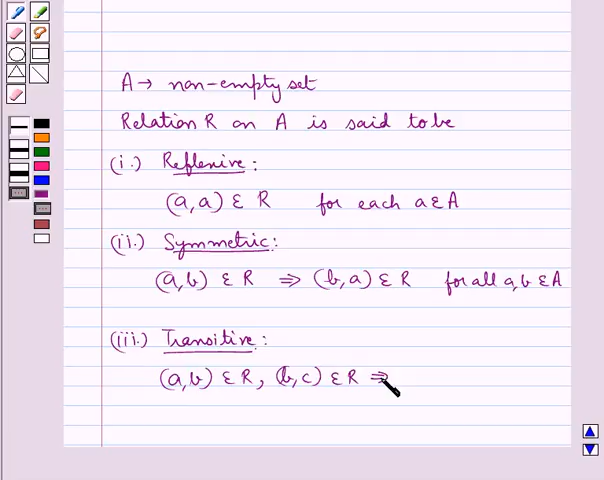 A → non-empty set
Relation R on A is said to be
(i.) Reflexive:
(a,a) ε R for each a ε A
(ii.) Symmetric:
(a,b) ε R ⇒ (b,a) ε R for all a,b ε A
(iii.) Transitive:
(a,b) ε R, (b,c) ε R ⇒